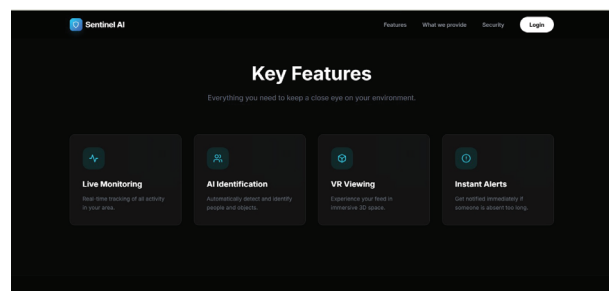 Sentinel AI
Features
What we provide
Security
Login
Key Features
Everything you need to keep a close eye on your environment.
Live Monitoring
Real-time tracking of all activity
in your area.
AI Identification
Automatically detect and identify
people and objects.
VR Viewing
Experience your feed in
immersive 3D space.
Instant Alerts
Get notified immediately if
someone is absent too long.